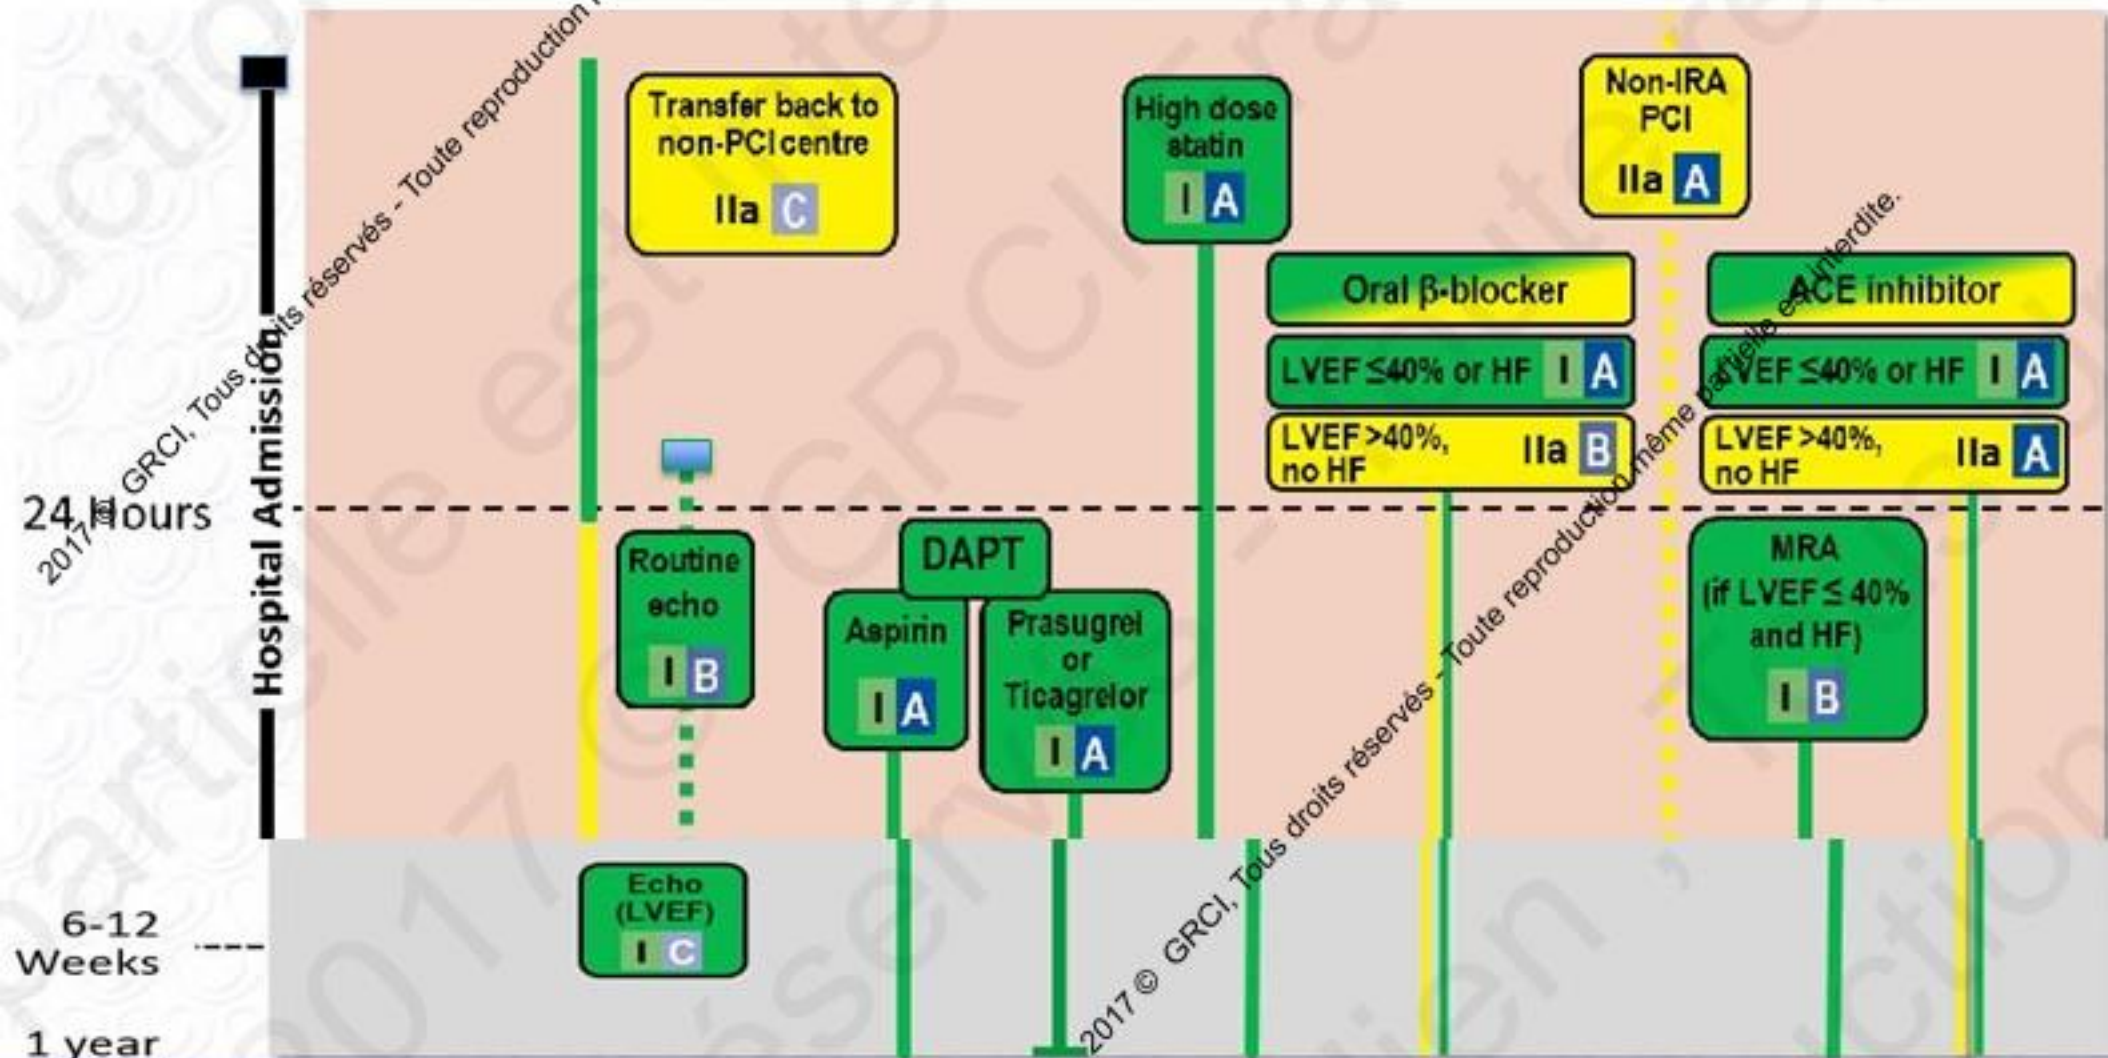 Transfer back to
non-PCI centre
IIa C
High dose
statin
I A
Non-IRA
PCI
IIa A
Oral β-blocker
LVEF ≤40% or HF I A
LVEF >40%,
no HF IIa B
ACE inhibitor
LVEF ≤40% or HF I A
LVEF >40%,
no HF IIa A
Hospital Admission
24 Hours
Routine
echo
I B
DAPT
Aspirin
I A
Prasugrel
or
Ticagrelor
I A
MRA
(if LVEF ≤ 40%
and HF)
I B
6-12
Weeks
Echo
(LVEF)
I C
1 year
2017 © GRCI, Tous droits réservés - Toute reproduction
2017 © GRCI, Tous droits réservés - Toute reproduction même partielle est interdite.